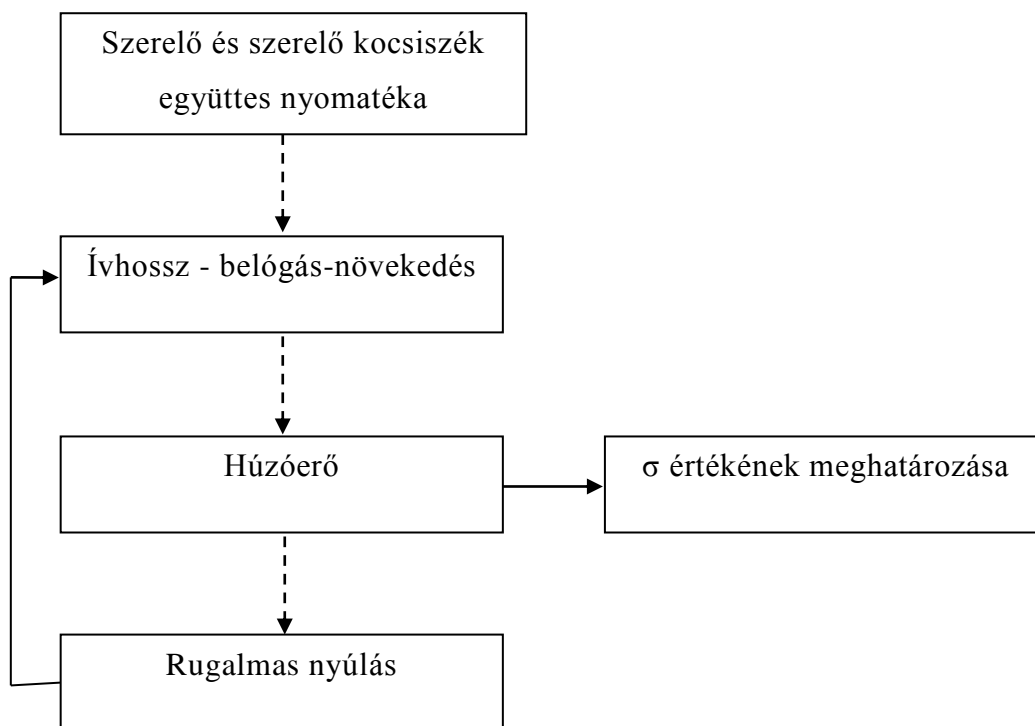 Szerelő és szerelő kocsiszék
együttes nyomatéka
Ívhossz - belógás-növekedés
Húzóerő
σ értékének meghatározása
Rugalmas nyúlás